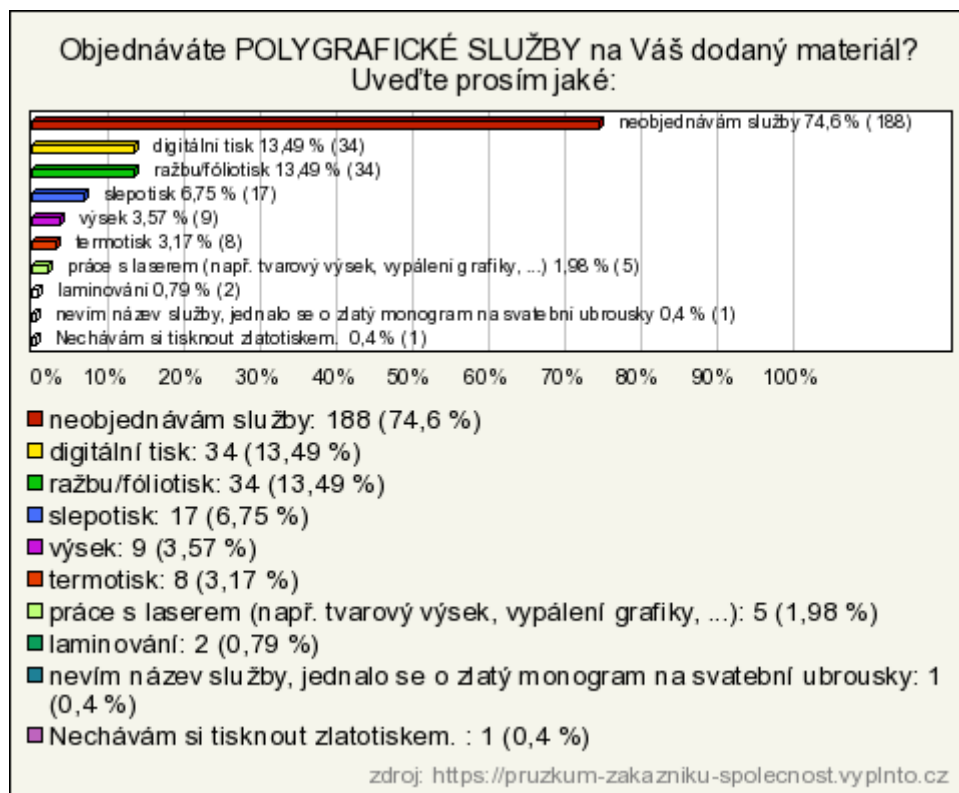 Objednáváte POLYGRAFICKÉ SLUŽBY na Váš dodaný materiál?
Uveďte prosím jaké:
neobjednávám služby 74,6 % (188)
digitální tisk 13,49 % (34)
ražbu/fóliotisk 13,49 % (34)
slepotisk 6,75 % (17)
výsek 3,57 % (9)
termotisk 3,17 % (8)
práce s laserem (např. tvarový výsek, vypálení grafiky, ...) 1,98 % (5)
laminování 0,79 % (2)
nevím název služby, jednalo se o zlatý monogram na svatební ubrousky 0,4 % (1)
Nechávám si tisknout zlatotiskem. 0,4 % (1)
0% 10% 20% 30% 40% 50% 60% 70% 80% 90% 100%
neobjednávám služby: 188 (74,6 %)
digitální tisk: 34 (13,49 %)
ražbu/fóliotisk: 34 (13,49 %)
slepotisk: 17 (6,75 %)
výsek: 9 (3,57 %)
termotisk: 8 (3,17 %)
práce s laserem (např. tvarový výsek, vypálení grafiky, ...): 5 (1,98 %)
laminování: 2 (0,79 %)
nevím název služby, jednalo se o zlatý monogram na svatební ubrousky: 1
(0,4 %)
Nechávám si tisknout zlatotiskem. : 1 (0,4 %)
zdroj: https://pruzkum-zakazniku-spolecnost.vyplnto.cz